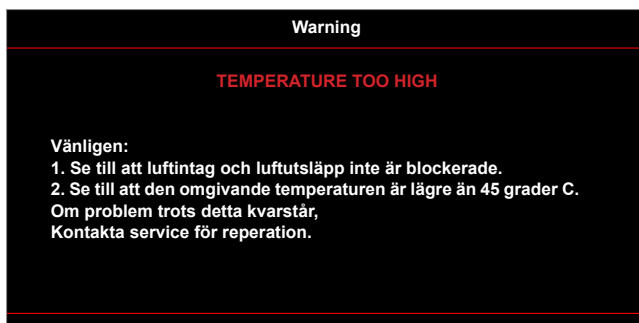 Warning
TEMPERATURE TOO HIGH
Vänligen:
1. Se till att luftintag och luftutsläpp inte är blockerade.
2. Se till att den omgivande temperaturen är lägre än 45 grader C.
Om problem trots detta kvarstår,
Kontakta service för reperation.